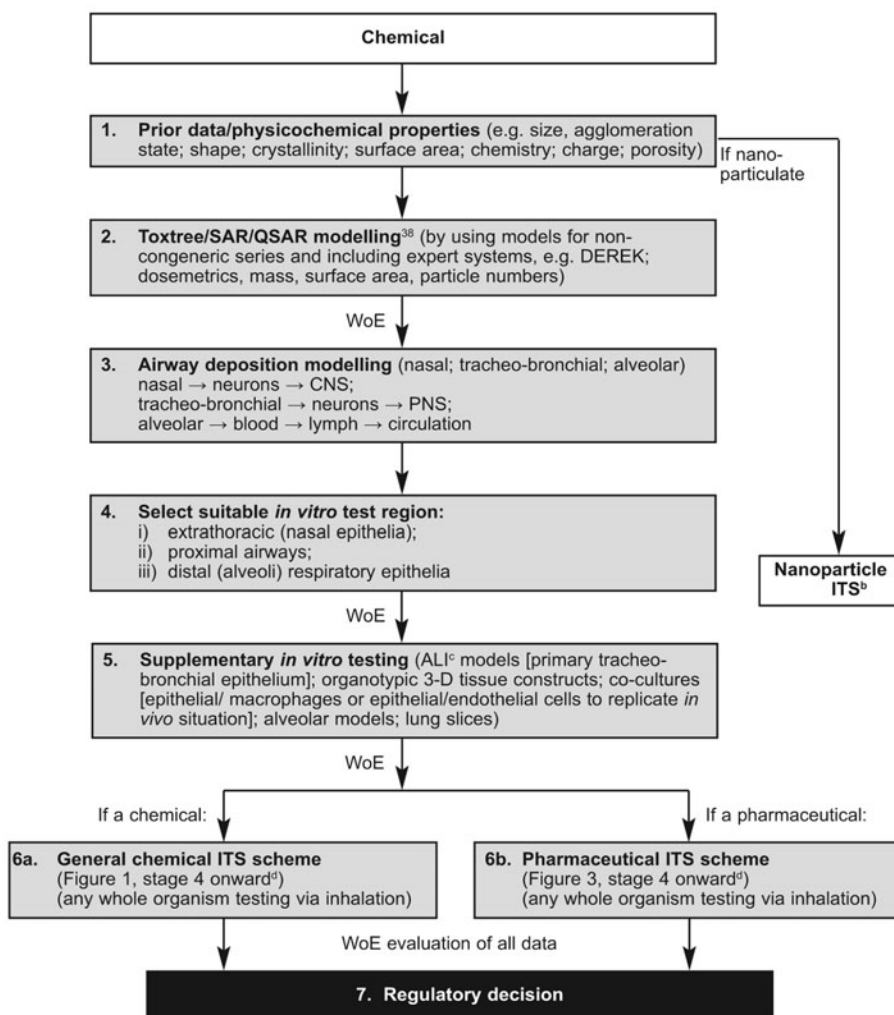 Chemical
1. Prior data/physicochemical properties (e.g. size, agglomeration
state; shape; crystallinity; surface area; chemistry; charge; porosity)
If nano-
particulate
2. Toxtree/SAR/QSAR modelling³⁸ (by using models for non-
congeneric series and including expert systems, e.g. DEREK;
dosemetrics, mass, surface area, particle numbers)
WoE
3. Airway deposition modelling (nasal; tracheo-bronchial; alveolar)
nasal → neurons → CNS;
tracheo-bronchial → neurons → PNS;
alveolar → blood → lymph → circulation
4. Select suitable in vitro test region:
i) extrathoracic (nasal epithelia);
ii) proximal airways;
iii) distal (alveoli) respiratory epithelia
Nanoparticle
ITSᵇ
WoE
5. Supplementary in vitro testing (ALIᶜ models [primary tracheo-
bronchial epithelium]; organotypic 3-D tissue constructs; co-cultures
[epithelial/ macrophages or epithelial/endothelial cells to replicate in
vivo situation]; alveolar models; lung slices)
WoE
If a chemical:
If a pharmaceutical:
6a. General chemical ITS scheme
(Figure 1, stage 4 onwardᵈ)
(any whole organism testing via inhalation)
6b. Pharmaceutical ITS scheme
(Figure 3, stage 4 onwardᵈ)
(any whole organism testing via inhalation)
WoE evaluation of all data
7. Regulatory decision